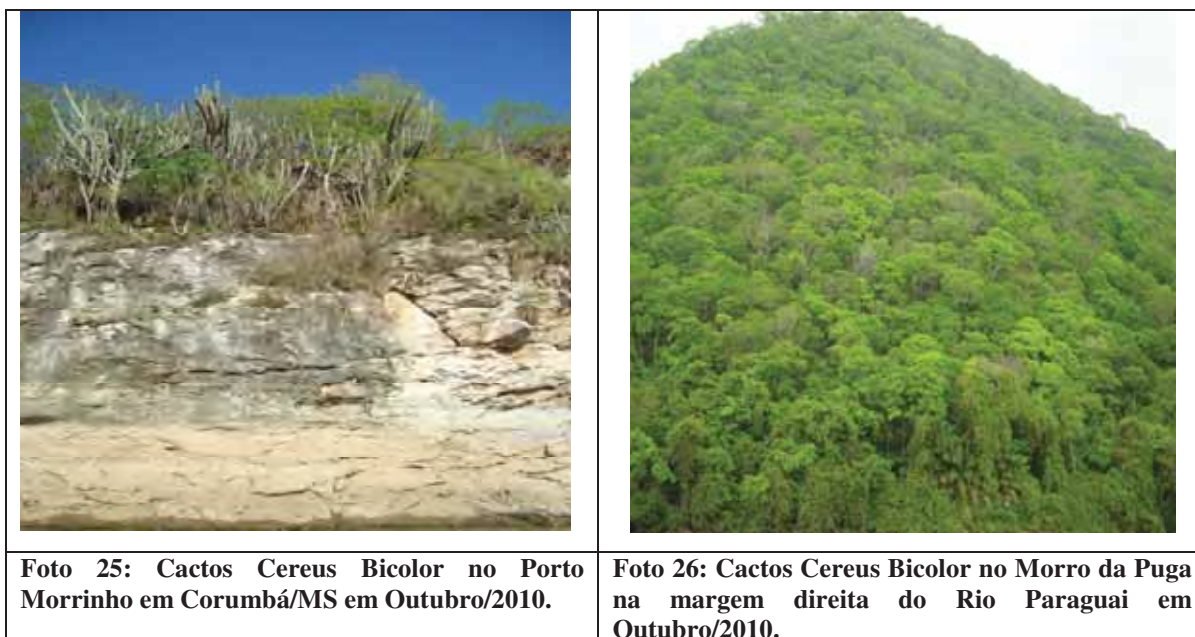 Foto 25: Cactos Cereus Bicolor no Porto
Morrinho em Corumbá/MS em Outubro/2010.
Foto 26: Cactos Cereus Bicolor no Morro da Puga
na margem direita do Rio Paraguai em
Outubro/2010.